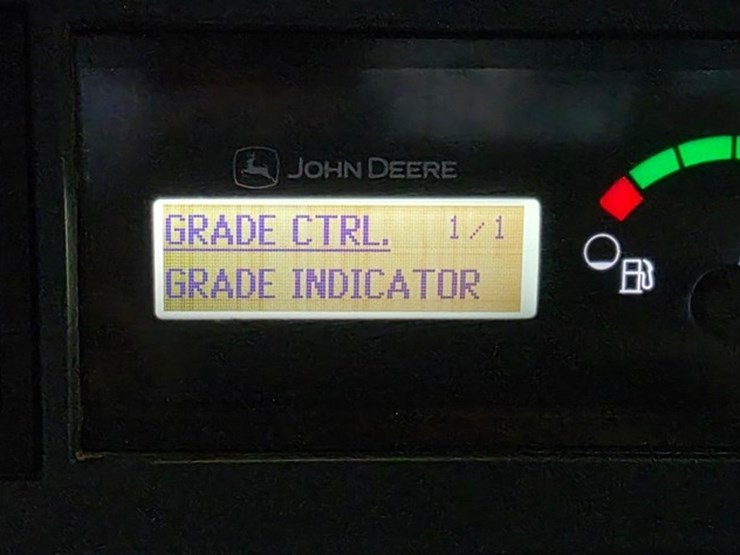 JOHN DEERE
GRADE CTRL. 1/1
GRADE INDICATOR